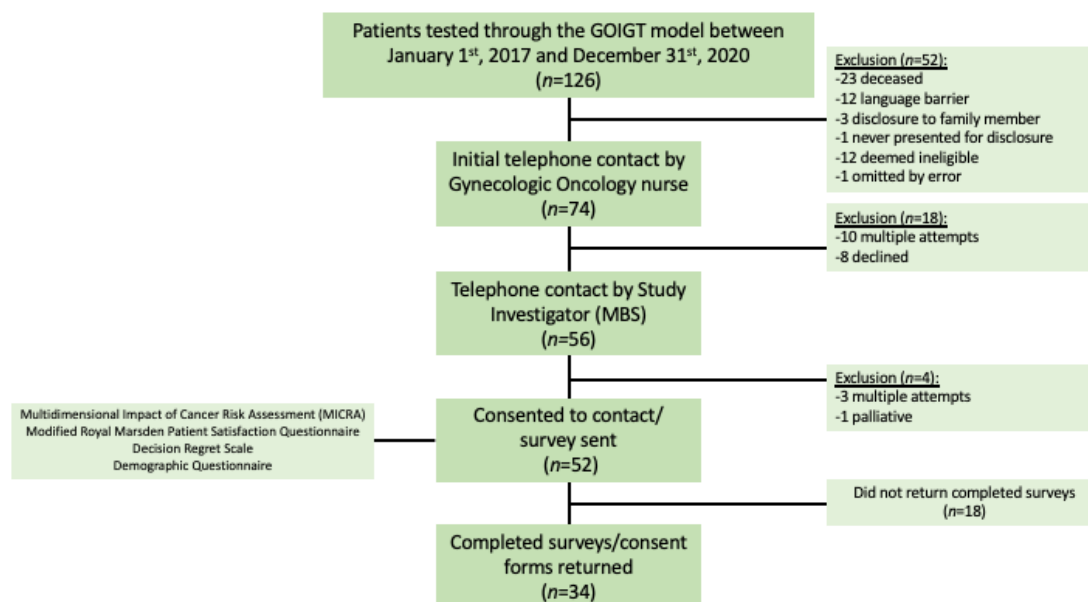 Patients tested through the GOIGT model between
January 1st, 2017 and December 31st, 2020
(n=126)
Exclusion (n=52):
-23 deceased
-12 language barrier
-3 disclosure to family member
-1 never presented for disclosure
-12 deemed ineligible
-1 omitted by error
Initial telephone contact by
Gynecologic Oncology nurse
(n=74)
Exclusion (n=18):
-10 multiple attempts
-8 declined
Telephone contact by Study
Investigator (MBS)
(n=56)
Exclusion (n=4):
-3 multiple attempts
-1 palliative
Multidimensional Impact of Cancer Risk Assessment (MICRA)
Modified Royal Marsden Patient Satisfaction Questionnaire
Decision Regret Scale
Demographic Questionnaire
Consented to contact/
survey sent
(n=52)
Did not return completed surveys
(n=18)
Completed surveys/consent
forms returned
(n=34)